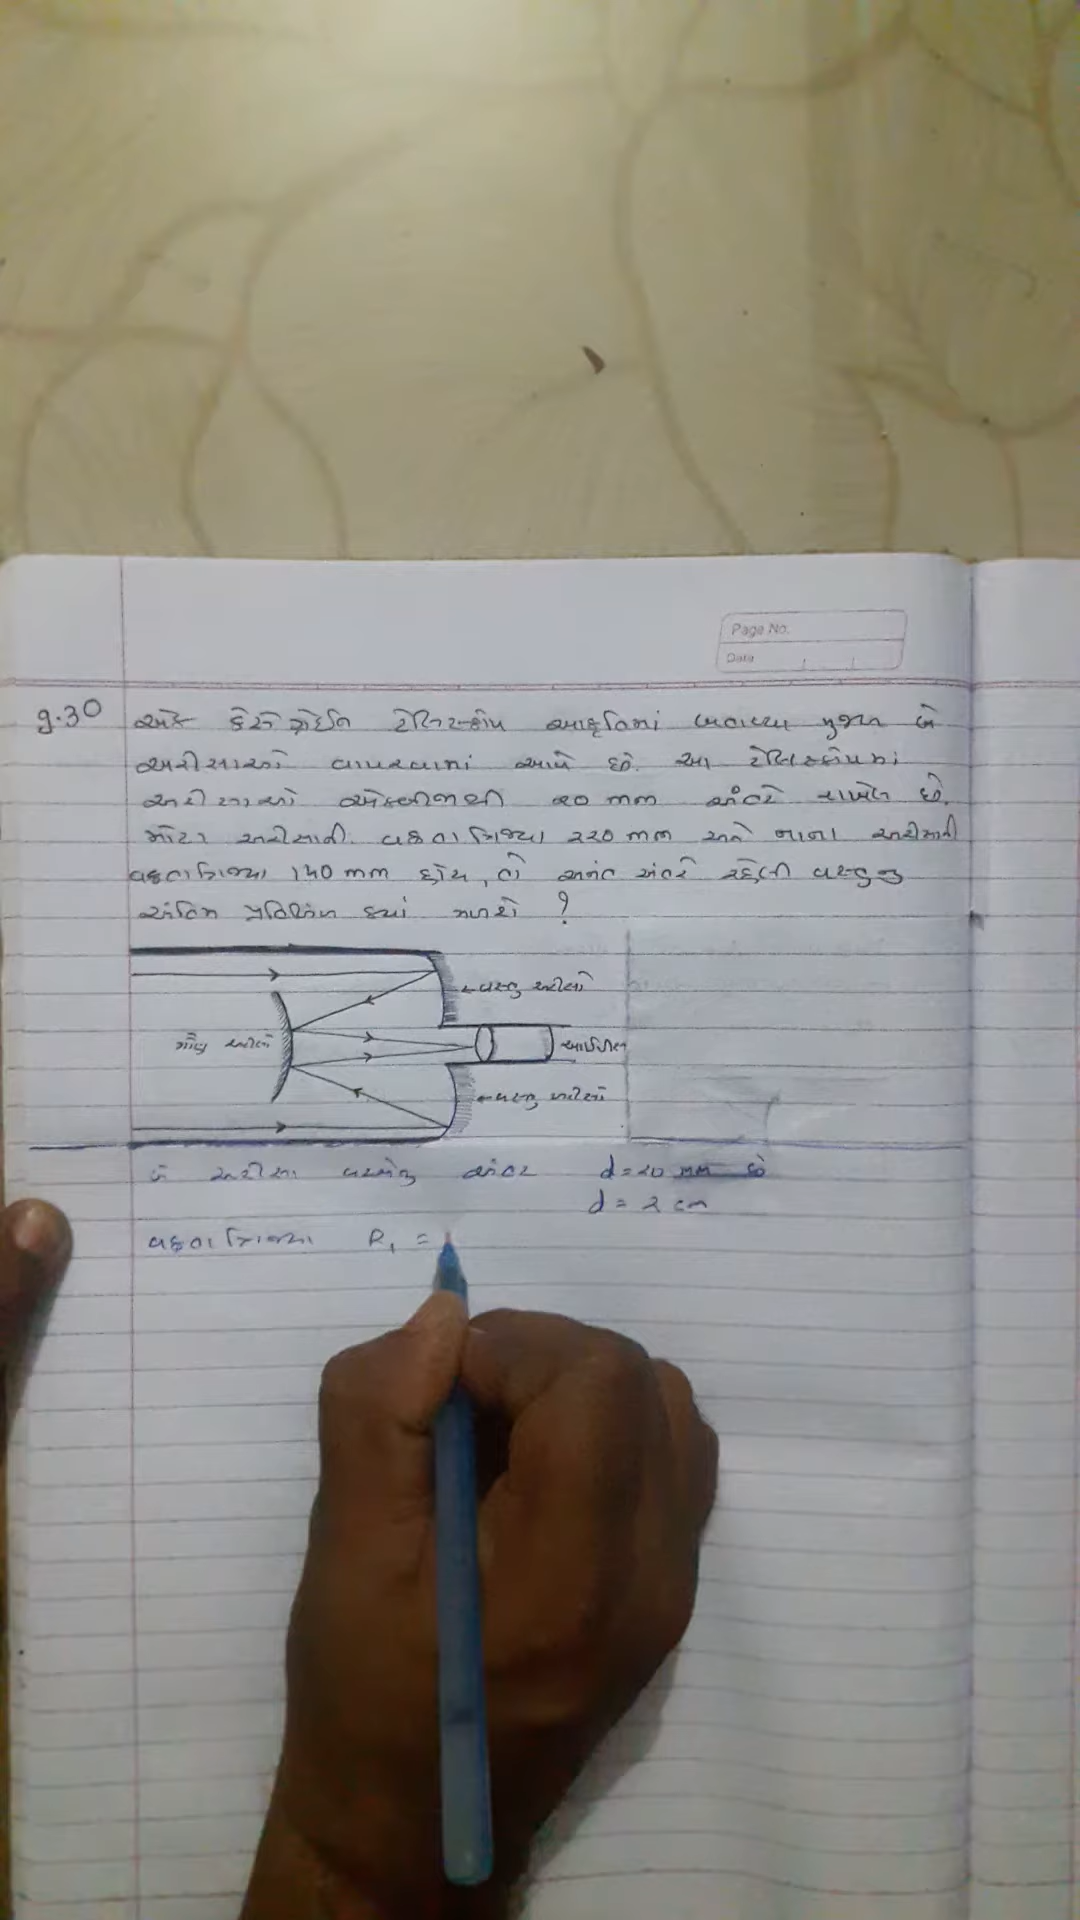 Page No.
Date
9.30 એક કેસેગ્રેઈન ટેલિસ્કોપ આકૃતિમાં બતાવ્યા મુજબ બે
અરીસાઓ વાપરવામાં આવે છે. આ ટેલિસ્કોપમાં
અરીસાઓ એકબીજાથી 20 mm અંતરે રાખેલ છે.
મોટા અરીસાની વક્રતાત્રિજ્યા 220 mm અને નાના અરીસાની
વક્રતાત્રિજ્યા 140 mm હોય, તો અનંત અંતરે રહેલી વસ્તુનું
અંતિમ પ્રતિબિંબ ક્યાં મળશે ?
←વસ્તુ અરીસો
ગૌણ અરીસો
આઈપીસ
←વસ્તુ અરીસો
બે અરીસા વચ્ચેનું અંતર d = 20 mm છે
d = 2 cm
વક્રતાત્રિજ્યા R₁ =